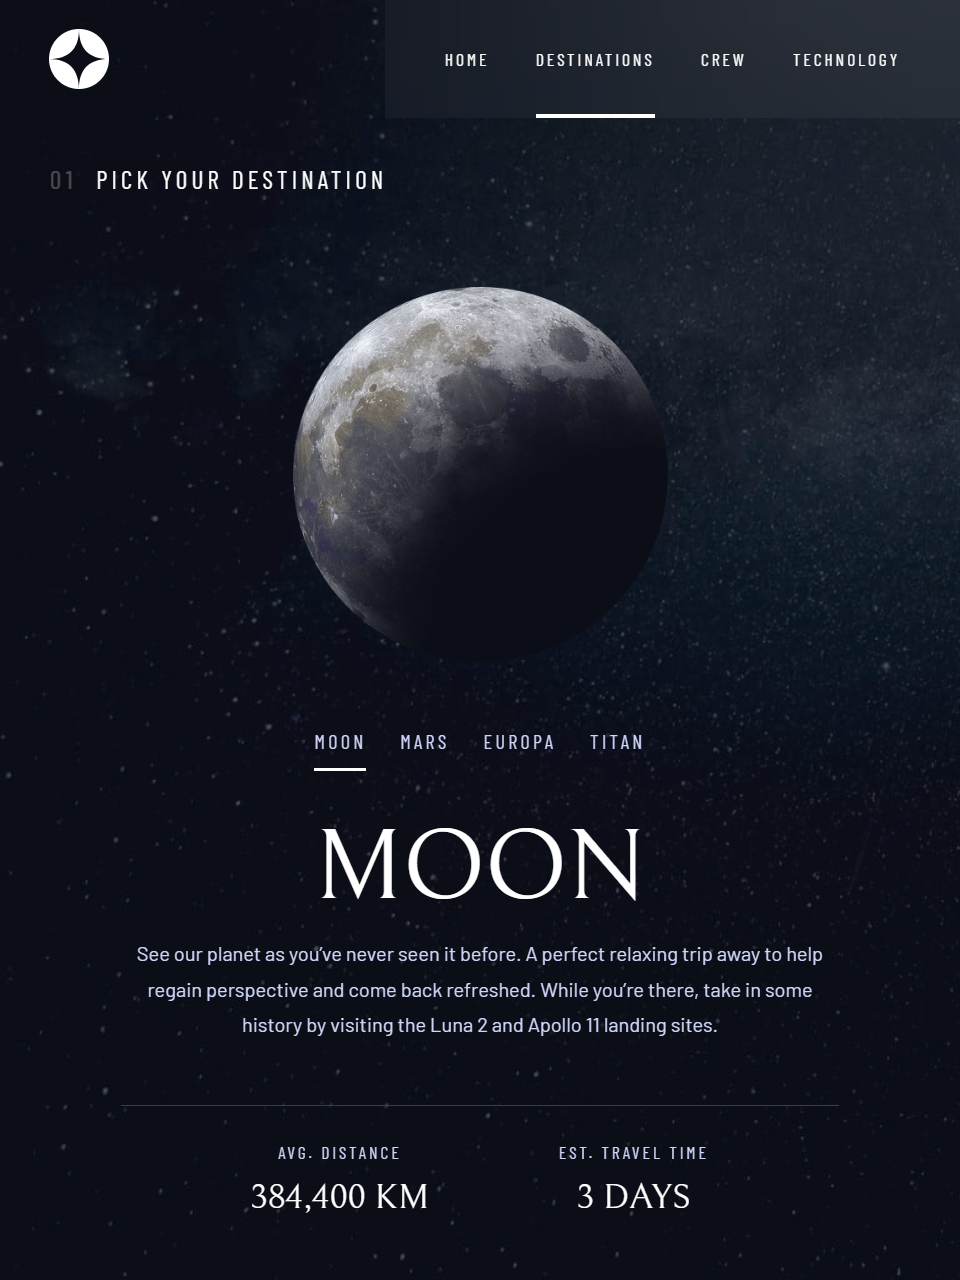 HOME DESTINATIONS CREW TECHNOLOGY
01 PICK YOUR DESTINATION
MOON MARS EUROPA TITAN
MOON
See our planet as you’ve never seen it before. A perfect relaxing trip away to help
regain perspective and come back refreshed. While you’re there, take in some
history by visiting the Luna 2 and Apollo 11 landing sites.
AVG. DISTANCE EST. TRAVEL TIME
384,400 KM 3 DAYS